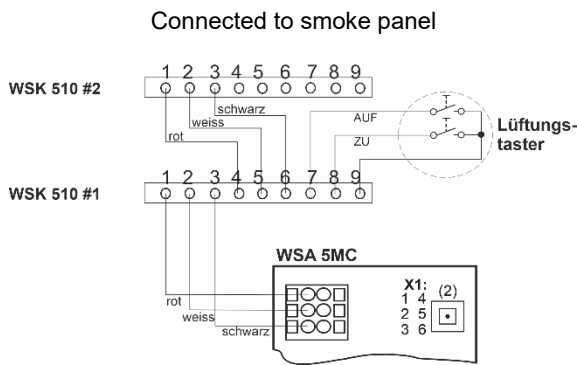 Connected to smoke panel
1 2 3 4 5 6 7 8 9
WSK 510 #2
schwarz
weiss
rot
AUF
ZU
Lüftungs-
taster
1 2 3 4 5 6 7 8 9
WSK 510 #1
WSA 5MC
rot
weiss
schwarz
X1:
1 4 (2)
2 5
3 6